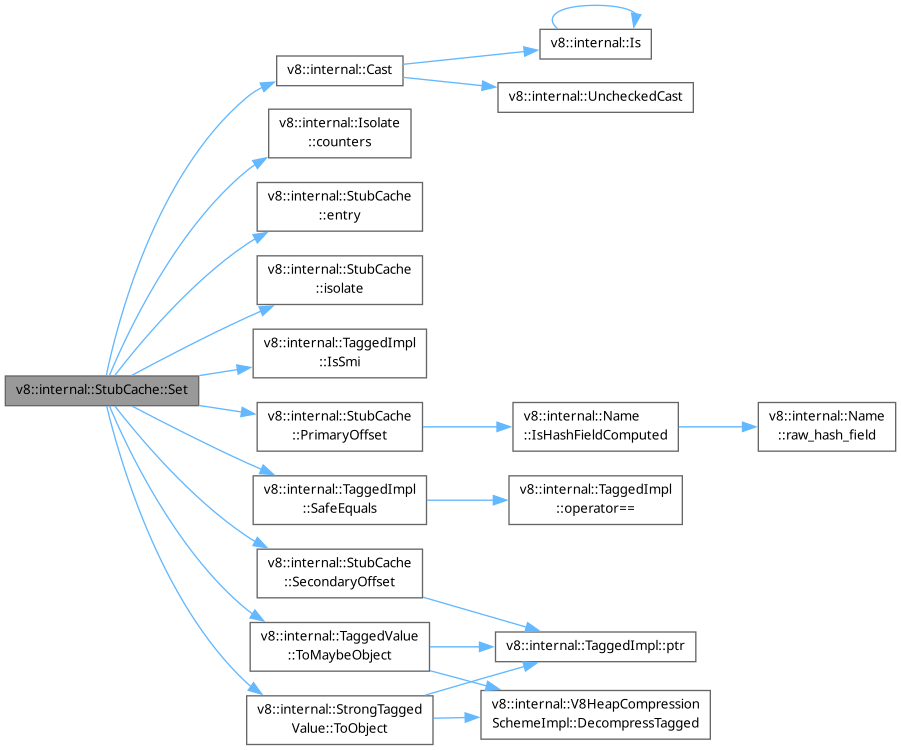 v8::internal::StubCache::Set
v8::internal::Cast
v8::internal::Is
v8::internal::UncheckedCast
v8::internal::Isolate
::counters
v8::internal::StubCache
::entry
v8::internal::StubCache
::isolate
v8::internal::TaggedImpl
::IsSmi
v8::internal::StubCache
::PrimaryOffset
v8::internal::Name
::IsHashFieldComputed
v8::internal::Name
::raw_hash_field
v8::internal::TaggedImpl
::SafeEquals
v8::internal::TaggedImpl
::operator==
v8::internal::StubCache
::SecondaryOffset
v8::internal::TaggedValue
::ToMaybeObject
v8::internal::TaggedImpl::ptr
v8::internal::StrongTagged
Value::ToObject
v8::internal::V8HeapCompression
SchemeImpl::DecompressTagged